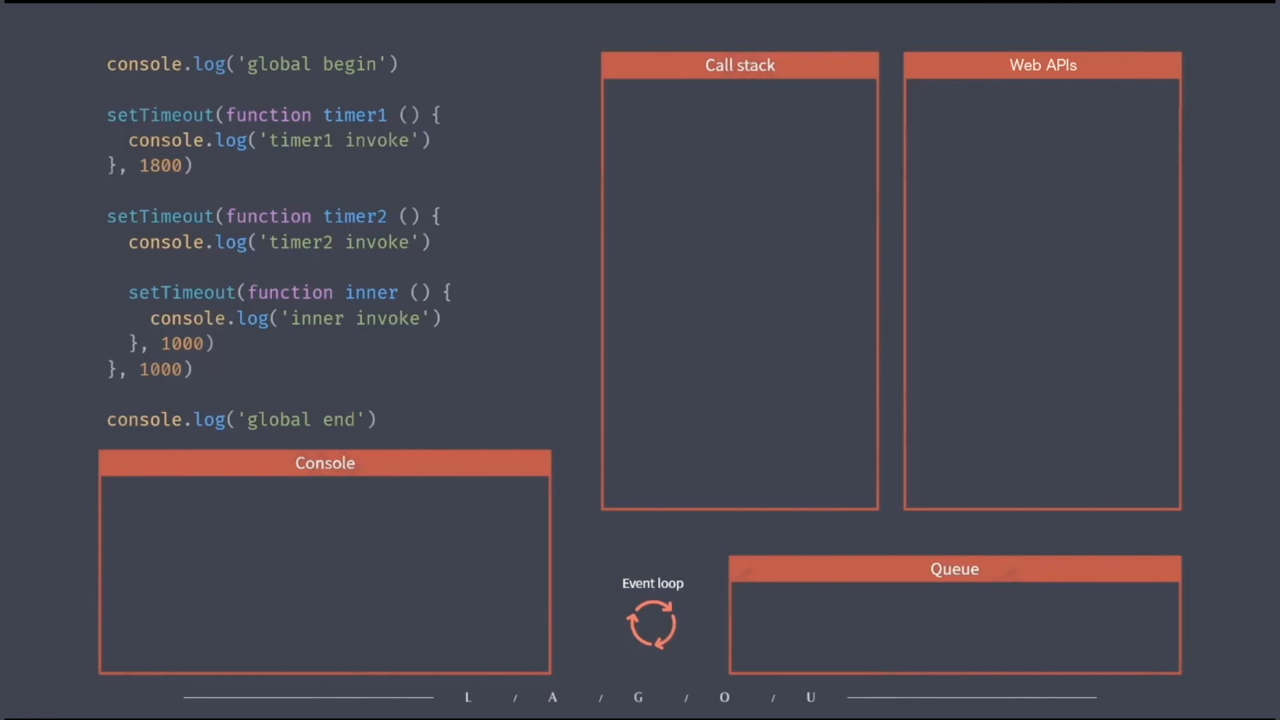 console.log('global begin')
setTimeout(function timer1 () {
  console.log('timer1 invoke')
}, 1800)
setTimeout(function timer2 () {
  console.log('timer2 invoke')
  setTimeout(function inner () {
    console.log('inner invoke')
  }, 1000)
}, 1000)
console.log('global end')
Console
Call stack
Web APIs
Event loop
Queue
L / A / G / O / U